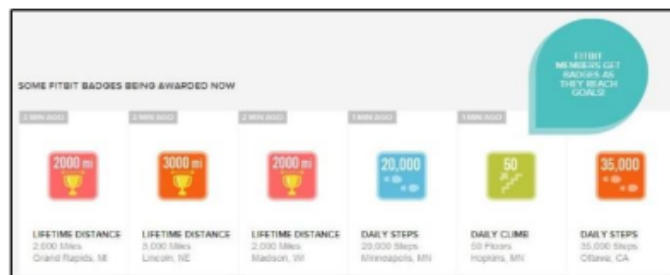 FITBIT
MEMBERS GET
BADGES AS
THEY REACH
GOALS!
SOME FITBIT BADGES BEING AWARDED NOW
2 MIN AGO
2 MIN AGO
1 MIN AGO
1 MIN AGO
2000 mi
3000 mi
2000 mi
20,000
50
35,000
LIFETIME DISTANCE
2,000 Miles
Grand Rapids, MI
LIFETIME DISTANCE
3,000 Miles
Lincoln, NE
LIFETIME DISTANCE
2,000 Miles
Madison, WI
DAILY STEPS
20,000 Steps
Minneapolis, MN
DAILY CLIMB
50 Floors
Hopkins, MN
DAILY STEPS
35,000 Steps
Ottawa, CA